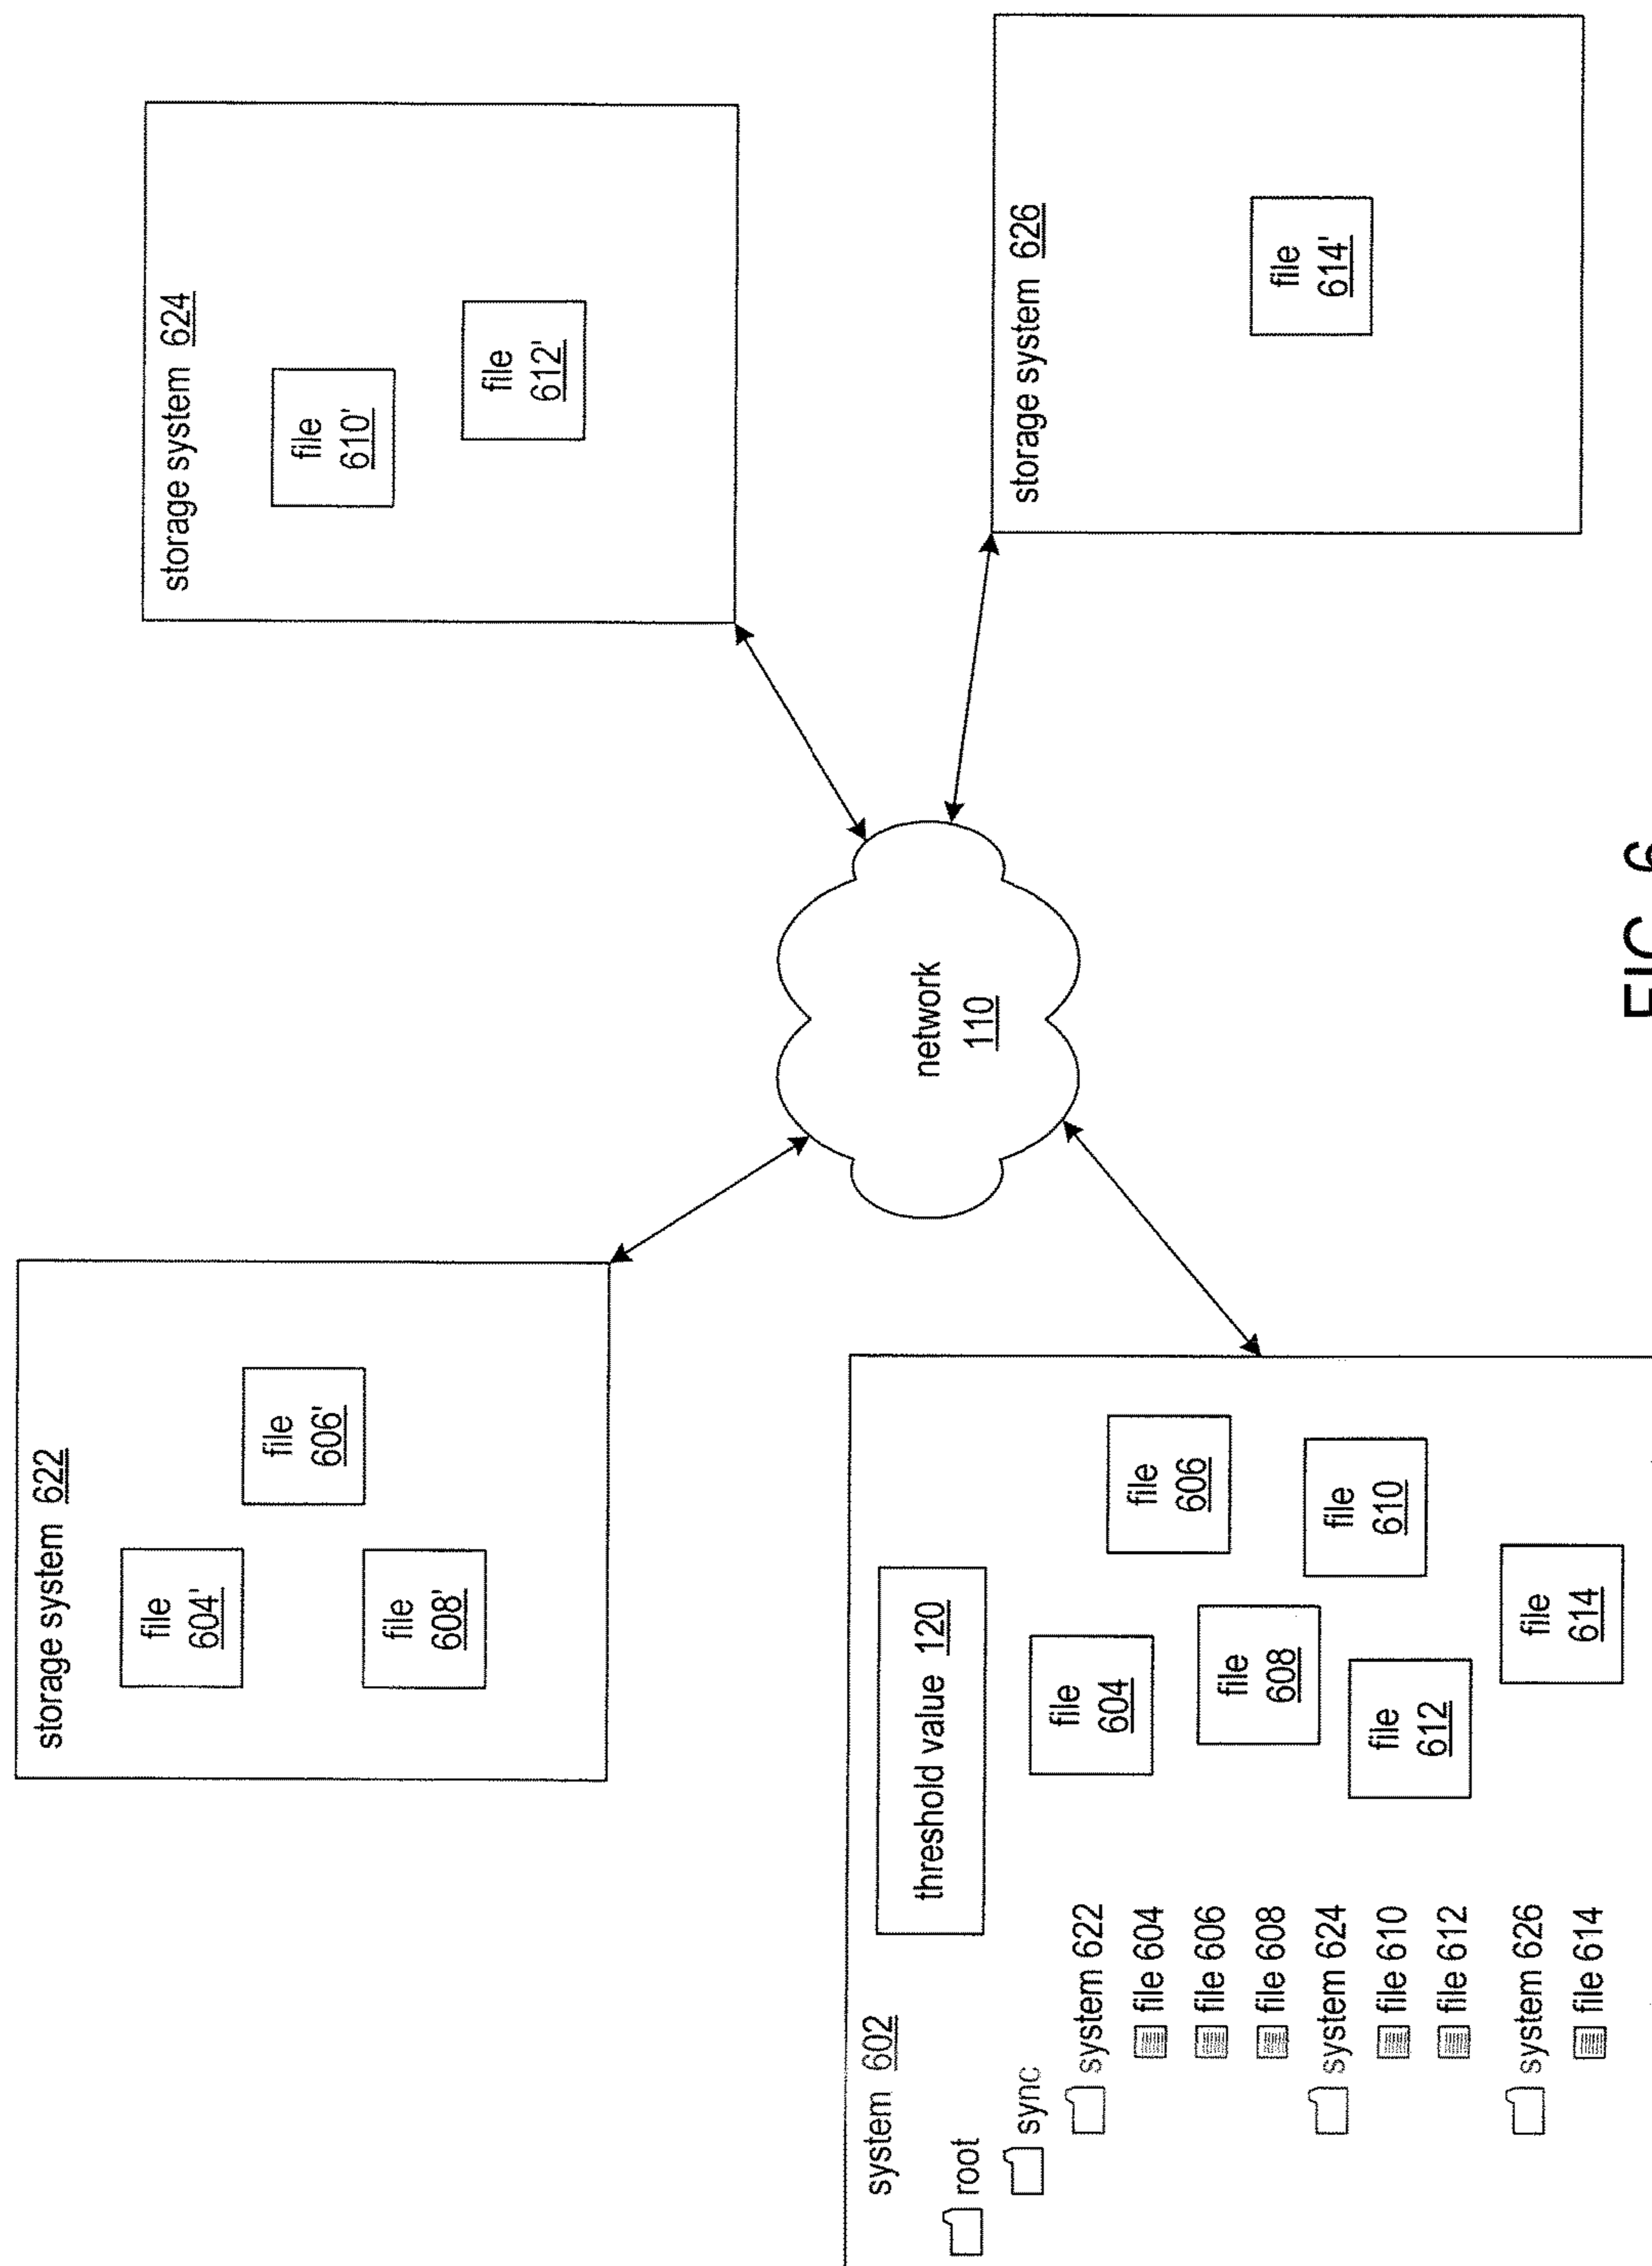 storage system 622
file
604'
file
606'
file
608'
storage system 624
file
610'
file
612'
network
110
system 602
threshold value 120
root
sync
system 622
file 604
file 606
file 608
system 624
file 610
file 612
system 626
file 614
file
604
file
606
file
608
file
610
file
612
file
614
storage system 626
file
614'
FIG. 6